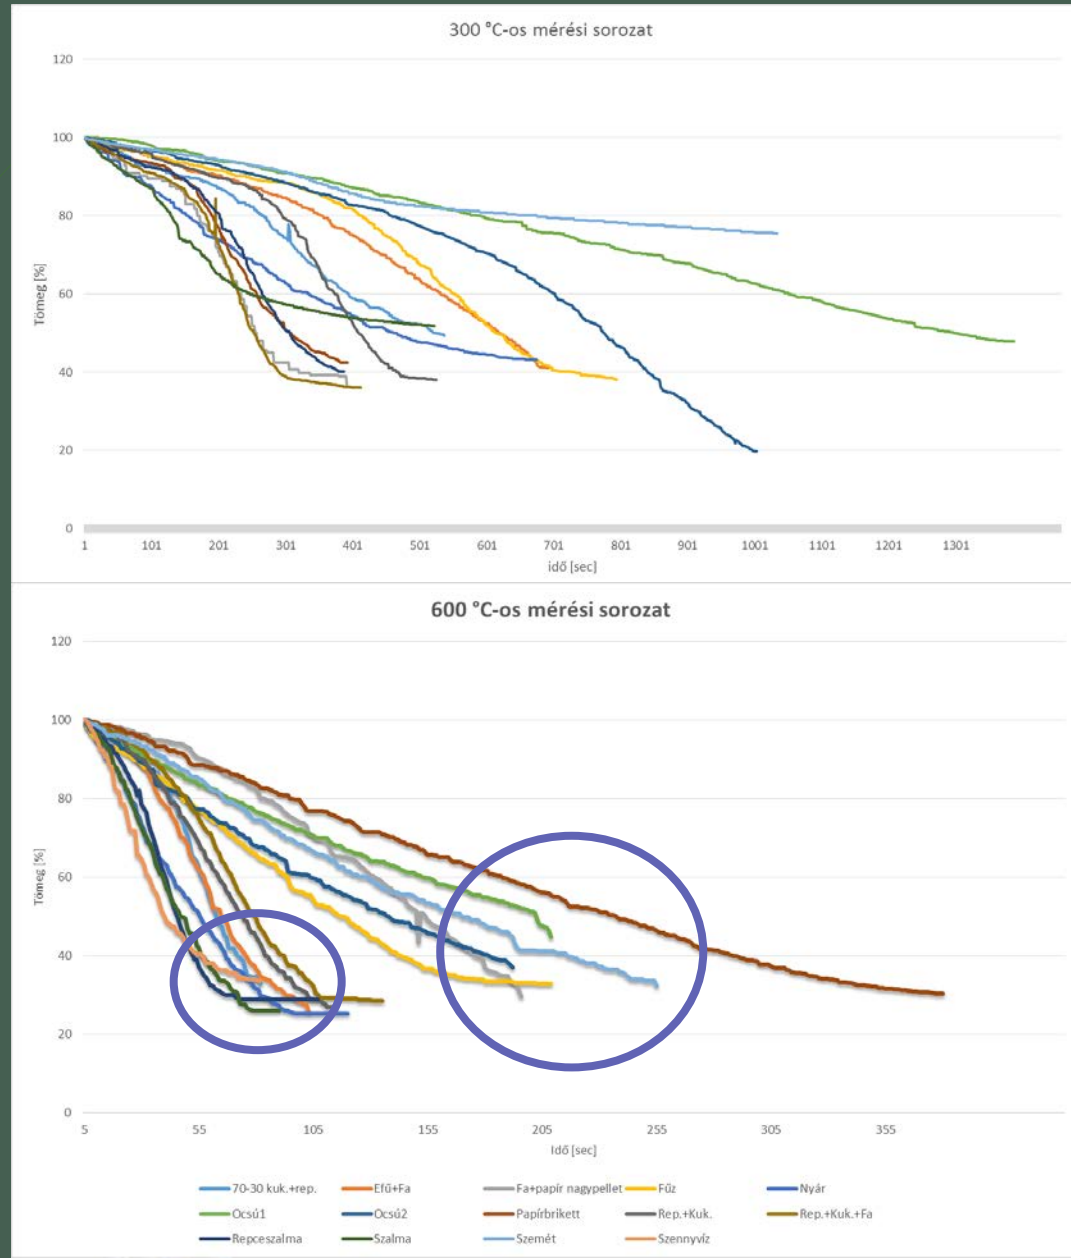 300 °C-os mérési sorozat
120
100
80
60
40
20
0
Tömeg [%]
1 101 201 301 401 501 601 701 801 901 1001 1101 1201 1301
idő [sec]
600 °C-os mérési sorozat
120
100
80
60
40
20
0
Tömeg [%]
5 55 105 155 205 255 305 355
Idő [sec]
70-30 kuk.+rep. Efű+Fa Fa+papír nagypellet Fűz Nyár
Ocsú1 Ocsú2 Papírbrikett Rep.+Kuk. Rep.+Kuk.+Fa
Repceszalma Szalma Szemét Szennyvíz